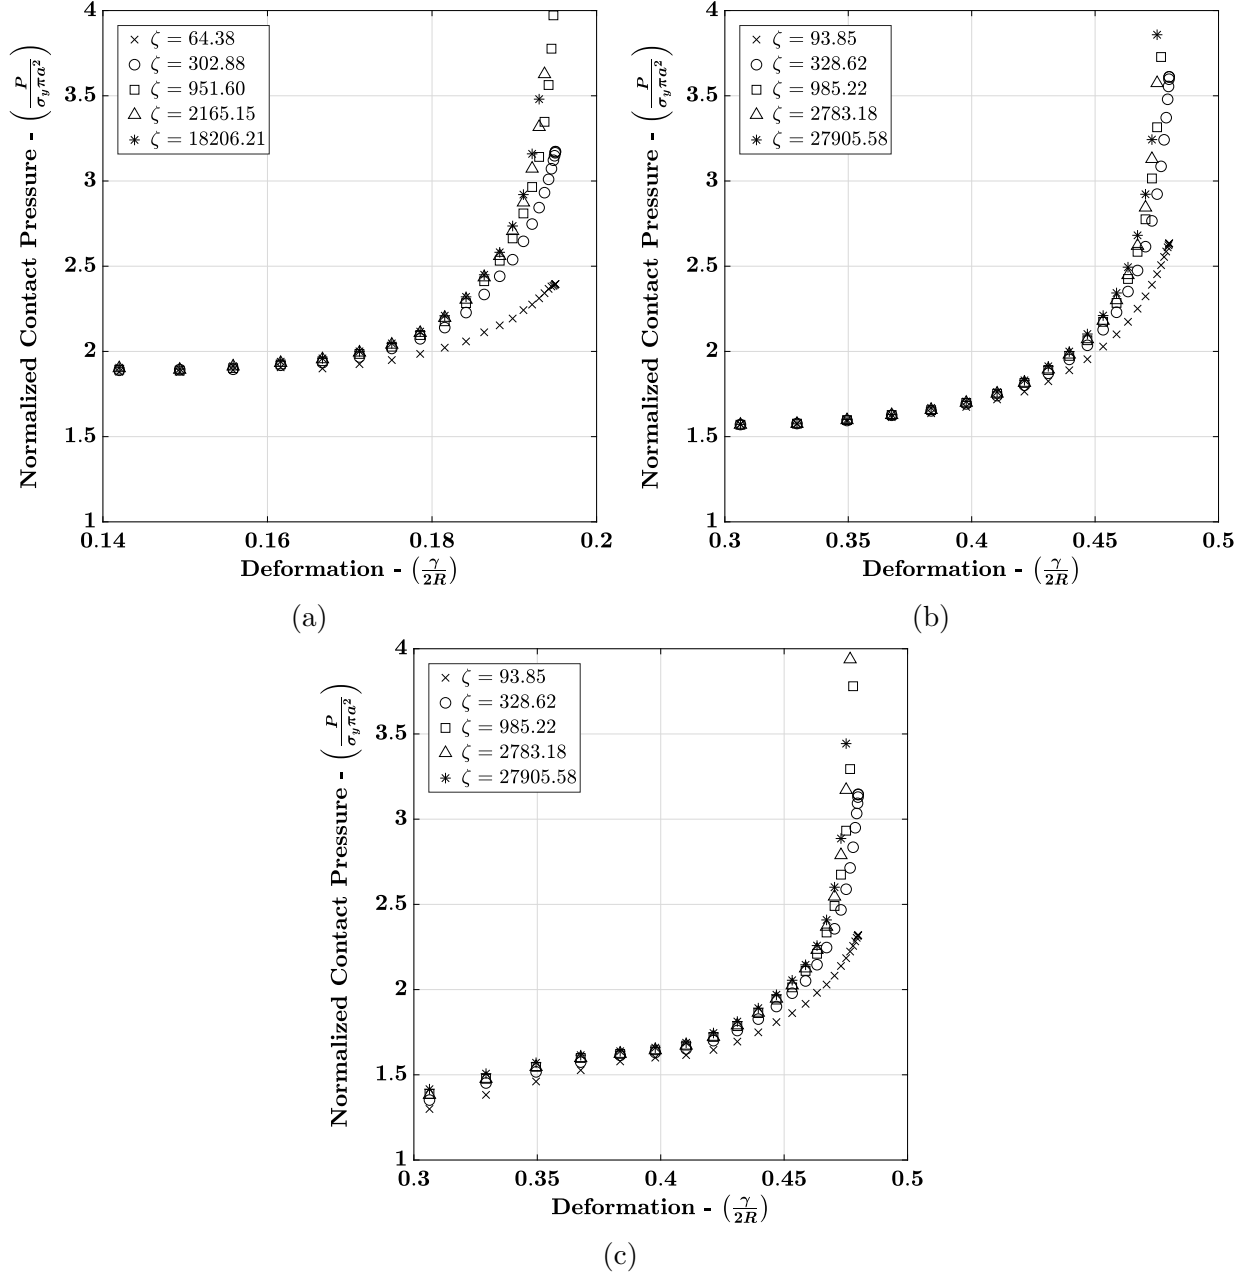 4
3.5
3
2.5
2
1.5
1
0.14
0.16
0.18
0.2
Normalized Contact Pressure - (P / σ_y πa²)
Deformation - (γ / 2R)
ζ = 64.38
ζ = 302.88
ζ = 951.60
ζ = 2165.15
ζ = 18206.21
(a)
4
3.5
3
2.5
2
1.5
1
0.3
0.35
0.4
0.45
0.5
Normalized Contact Pressure - (P / σ_y πa²)
Deformation - (γ / 2R)
ζ = 93.85
ζ = 328.62
ζ = 985.22
ζ = 2783.18
ζ = 27905.58
(b)
4
3.5
3
2.5
2
1.5
1
0.3
0.35
0.4
0.45
0.5
Normalized Contact Pressure - (P / σ_y πa²)
Deformation - (γ / 2R)
ζ = 93.85
ζ = 328.62
ζ = 985.22
ζ = 2783.18
ζ = 27905.58
(c)